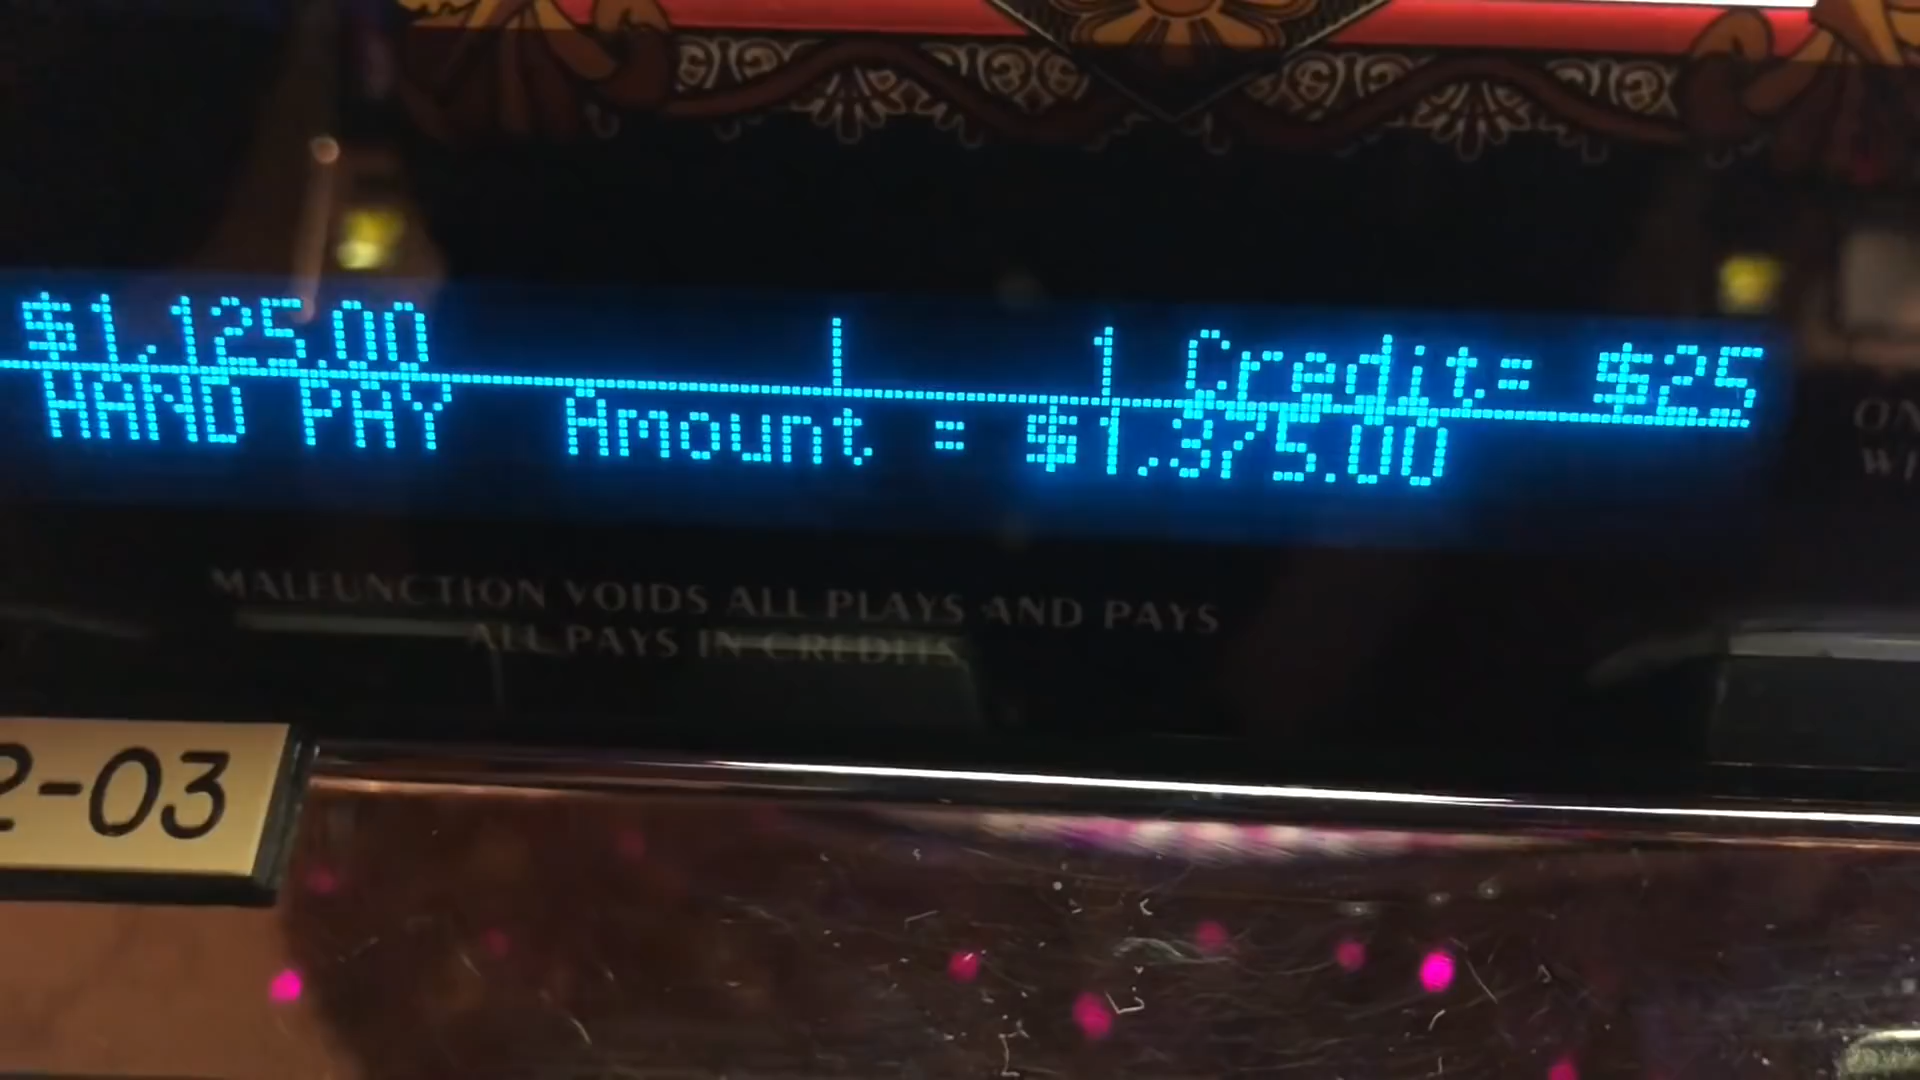 $1,125.00 1 Credit= $25
HAND PAY Amount = $1,375.00
MALFUNCTION VOIDS ALL PLAYS AND PAYS
ALL PAYS IN CREDITS
2-03